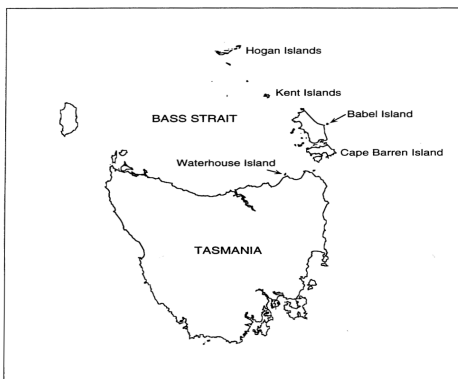 Hogan Islands
Kent Islands
BASS STRAIT
Babel Island
Cape Barren Island
Waterhouse Island
TASMANIA